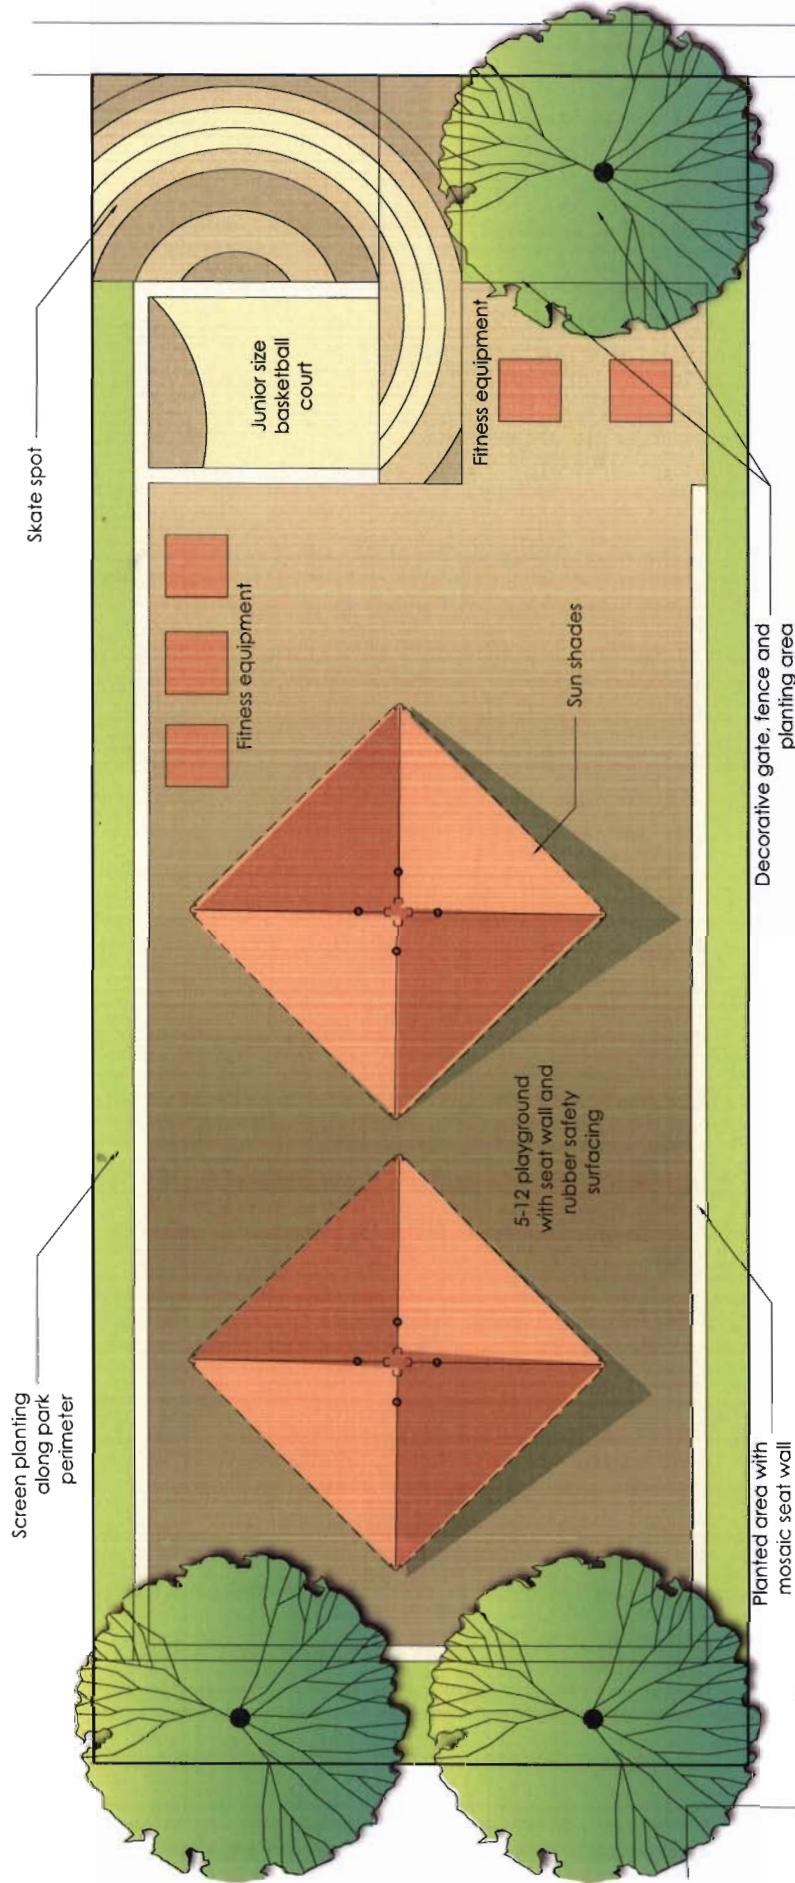 Screen planting
along park
perimeter
Skate spot
Fitness equipment
Junior size
basketball
court
Fitness equipment
Sun shades
5-12 playground
with seat wall and
rubber safety
surfacing
Planted area with
mosaic seat wall
Decorative gate, fence and
planting area